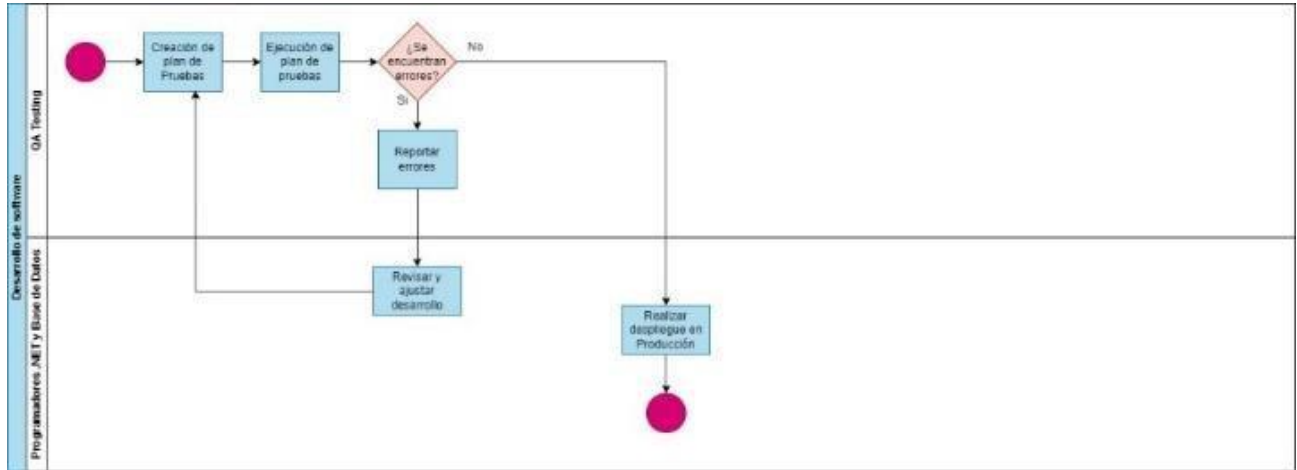 Desarrollo de software
QA Testing
Creación de
plan de
Pruebas
Ejecución de
plan de
pruebas
¿Se
encuentran
errores?
No
Si
Reportar
errores
Programadores .NET y Base de Datos
Revisar y
ajustar
desarrollo
Realizar
despliegue en
Producción